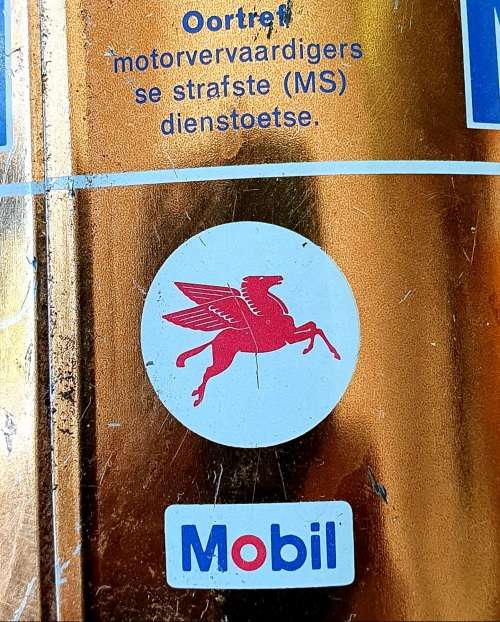 Oortref
motorvervaardigers
se strafste (MS)
dienstoetse.
Mobil